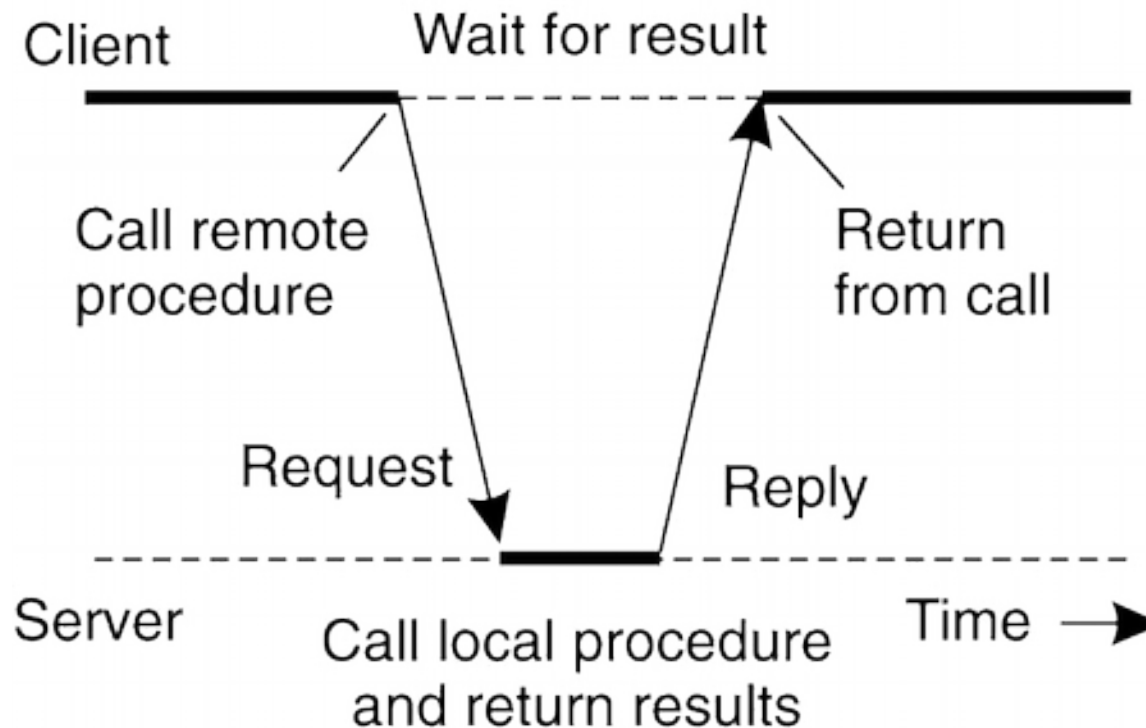 Client
Wait for result
Call remote
procedure
Return
from call
Request
Reply
Server
Call local procedure
and return results
Time